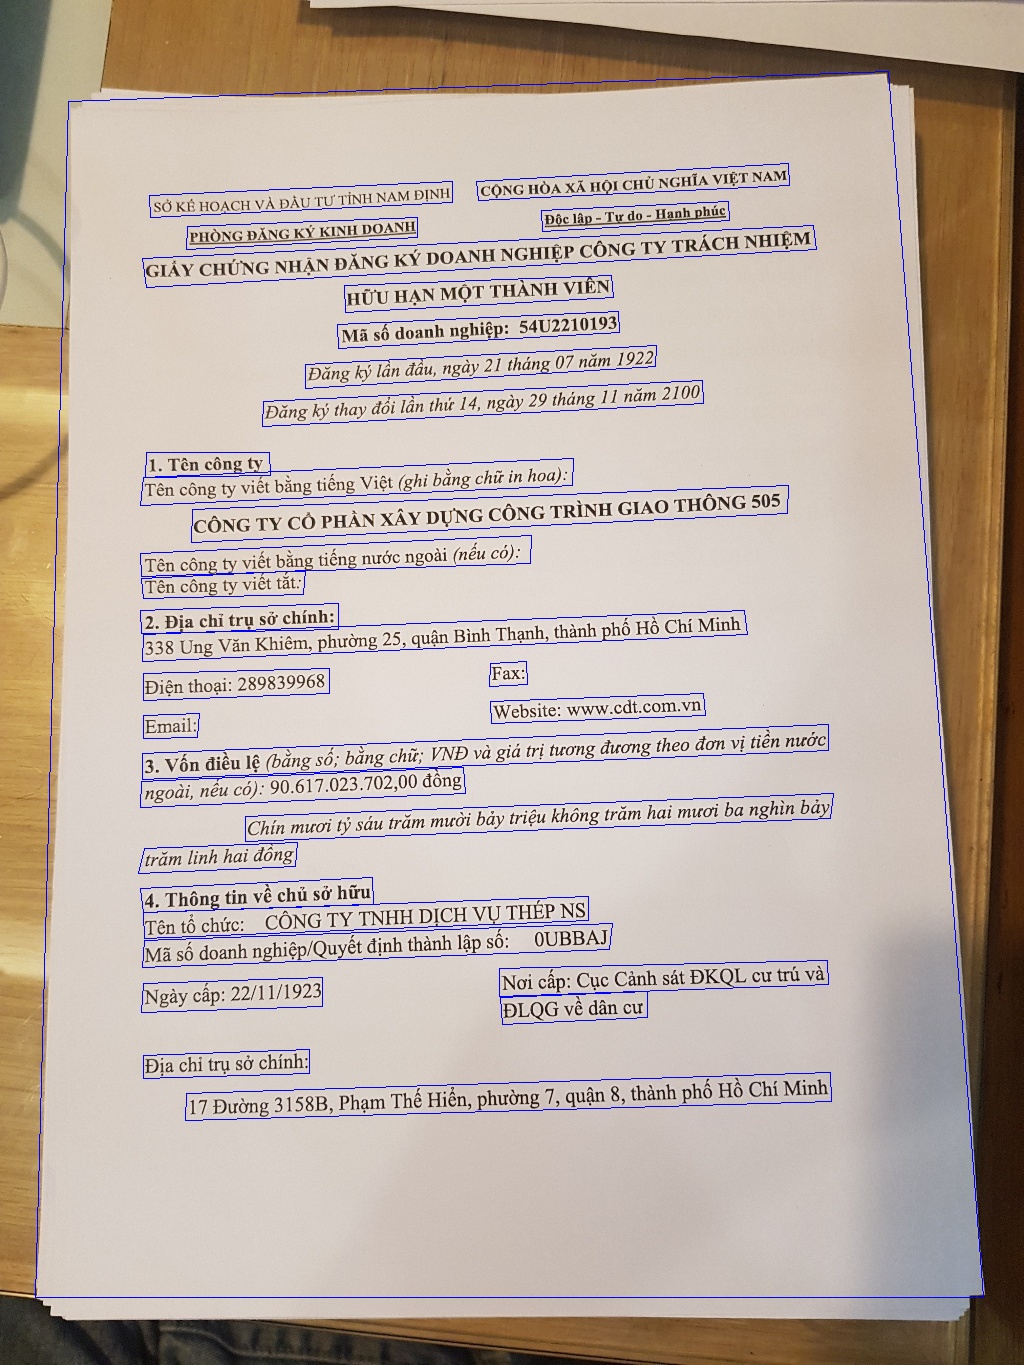 SỞ KẾ HOẠCH VÀ ĐẦU TƯ TỈNH NAM ĐỊNH
CỘNG HÒA XÃ HỘI CHỦ NGHĨA VIỆT NAM
PHÒNG ĐĂNG KÝ KINH DOANH
Độc lập - Tự do - Hạnh phúc
GIẤY CHỨNG NHẬN ĐĂNG KÝ DOANH NGHIỆP CÔNG TY TRÁCH NHIỆM
HỮU HẠN MỘT THÀNH VIÊN
Mã số doanh nghiệp: 54U2210193
Đăng ký lần đầu, ngày 21 tháng 07 năm 1922
Đăng ký thay đổi lần thứ 14, ngày 29 tháng 11 năm 2100
1. Tên công ty
Tên công ty viết bằng tiếng Việt (ghi bằng chữ in hoa):
CÔNG TY CỔ PHẦN XÂY DỰNG CÔNG TRÌNH GIAO THÔNG 505
Tên công ty viết bằng tiếng nước ngoài (nếu có):
Tên công ty viết tắt:
2. Địa chỉ trụ sở chính:
338 Ung Văn Khiêm, phường 25, quận Bình Thạnh, thành phố Hồ Chí Minh
Điện thoại: 289839968
Fax:
Email:
Website: www.cdt.com.vn
3. Vốn điều lệ (bằng số; bằng chữ; VNĐ và giá trị tương đương theo đơn vị tiền nước
ngoài, nếu có): 90.617.023.702,00 đồng
Chín mươi tỷ sáu trăm mười bảy triệu không trăm hai mươi ba nghìn bảy
trăm linh hai đồng
4. Thông tin về chủ sở hữu
Tên tổ chức: CÔNG TY TNHH DỊCH VỤ THÉP NS
Mã số doanh nghiệp/Quyết định thành lập số: 0UBBAJ
Ngày cấp: 22/11/1923
Nơi cấp: Cục Cảnh sát ĐKQL cư trú và
ĐLQG về dân cư
Địa chỉ trụ sở chính:
17 Đường 3158B, Phạm Thế Hiển, phường 7, quận 8, thành phố Hồ Chí Minh